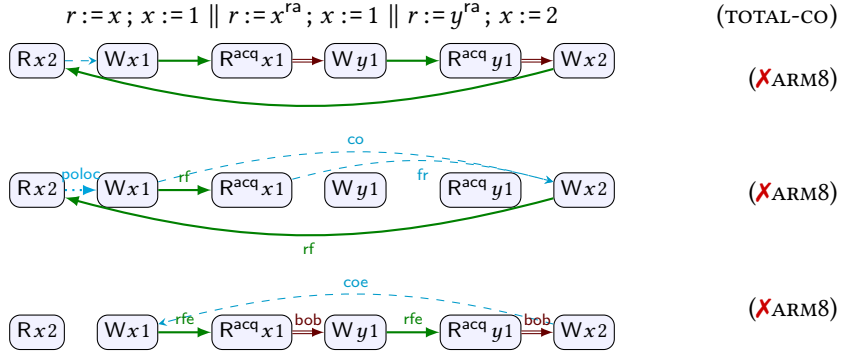 r := x ; x := 1 ∥ r := x^ra ; x := 1 ∥ r := y^ra ; x := 2 (TOTAL-CO)
Rx2 Wx1 R^acq x1 Wy1 R^acq y1 Wx2
(✗ARM8)
co
poloc rf fr
Rx2 Wx1 R^acq x1 Wy1 R^acq y1 Wx2 (✗ARM8)
rf
coe
(✗ARM8)
rfe bob rfe bob
Rx2 Wx1 R^acq x1 Wy1 R^acq y1 Wx2